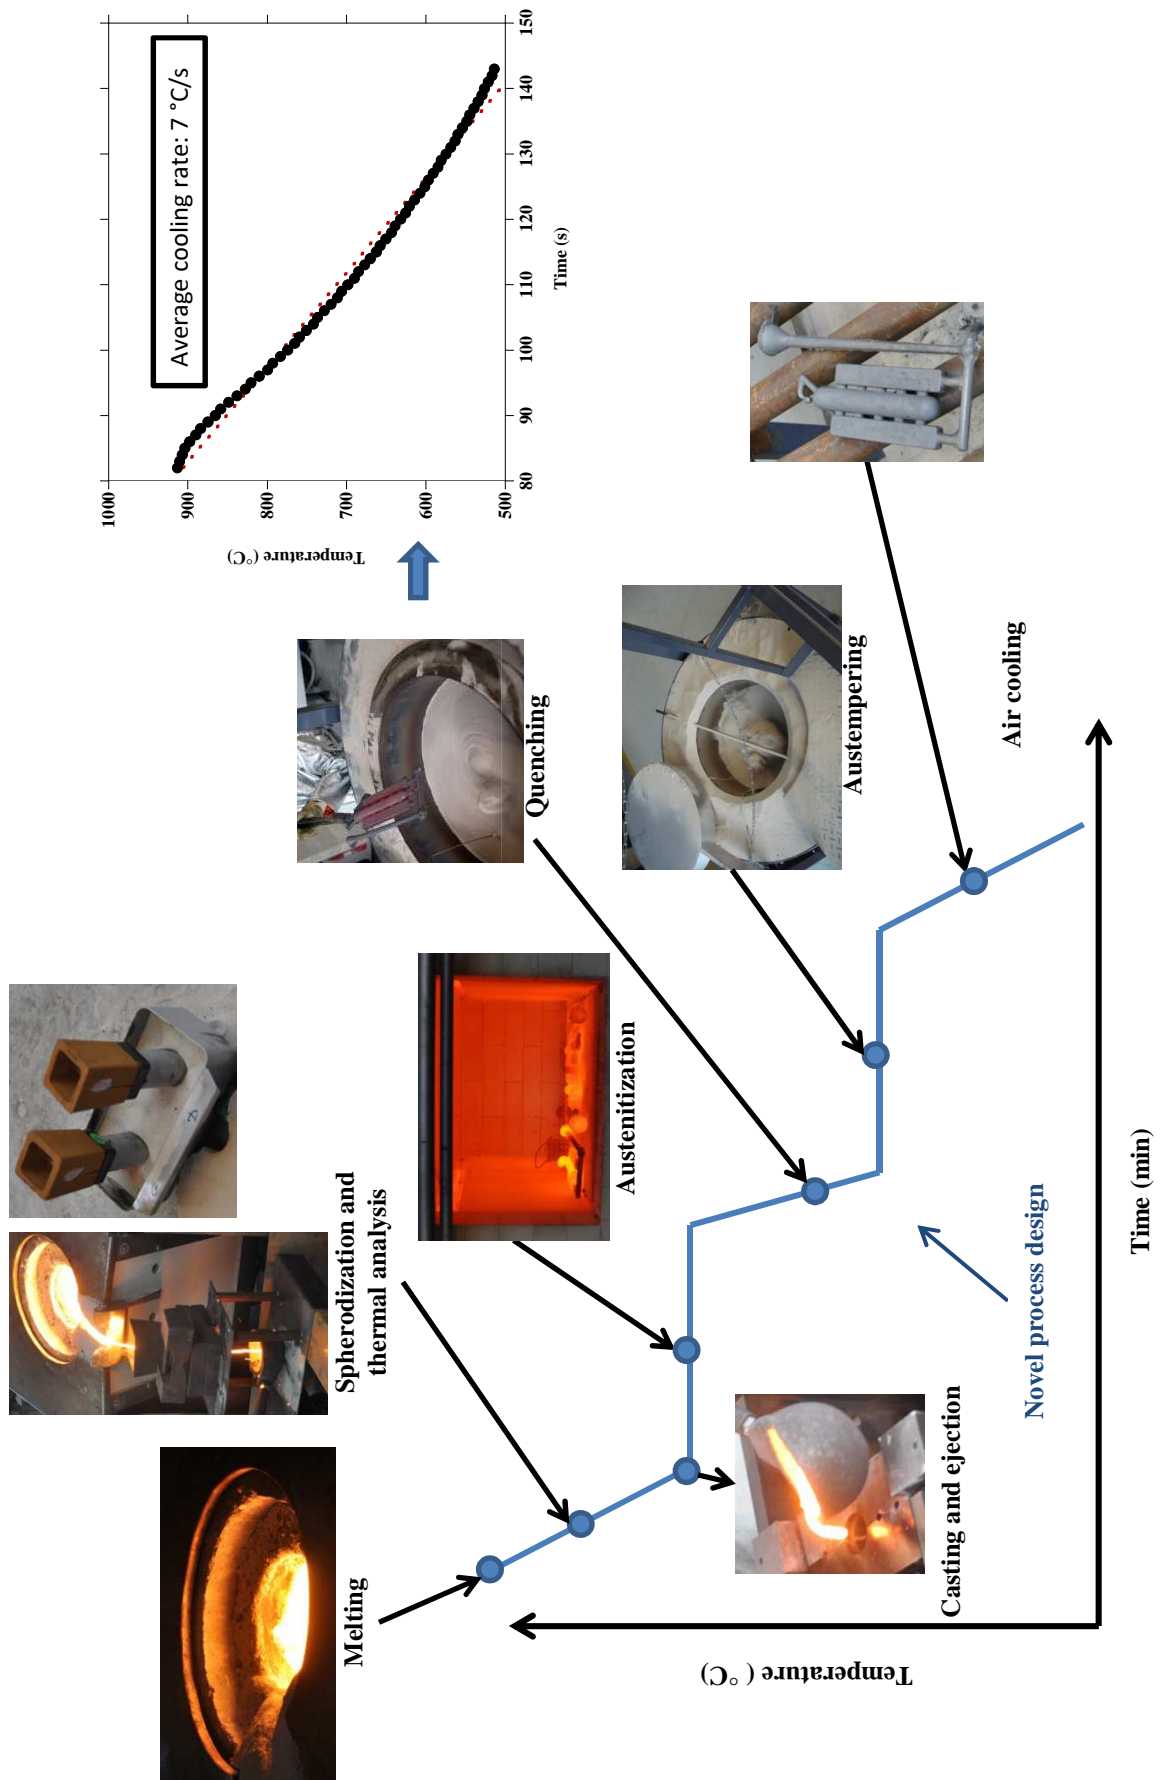 Average cooling rate: 7 °C/s
1000
900
800
700
600
500
Temperature (°C)
80
90
100
110
120
130
140
150
Time (s)
Melting
Spherodization and
thermal analysis
Austenitization
Quenching
Austempering
Air cooling
Casting and ejection
Novel process design
Temperature ( °C)
Time (min)